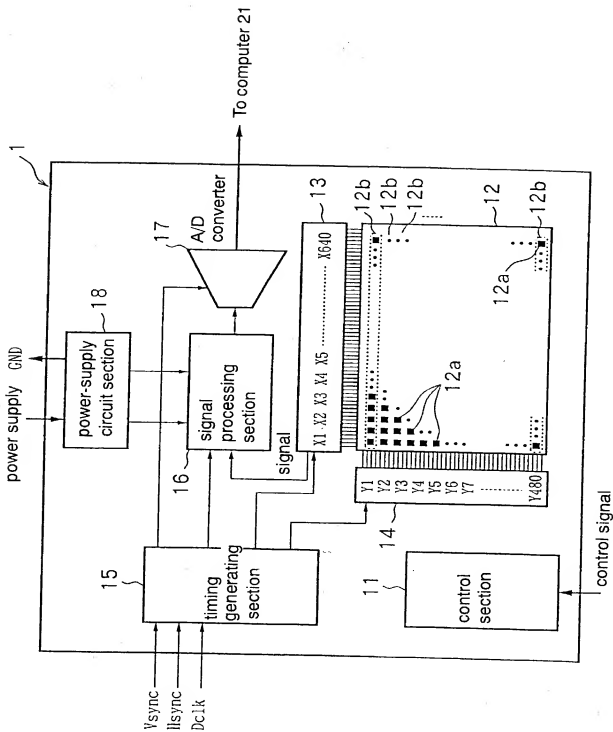 1
To computer 21
A/D
converter
17
power supply
GND
18
power-supply
circuit section
signal
processing
section
16
signal
13
X1 X2 X3 X4 X5 ········ X640
12b
12b
12b
12
12b
12a
12a
Y1
Y2
Y3
Y4
Y5
Y6
Y7
Y480
14
15
timing
generating
section
Vsync
Hsync
Dclk
11
control
section
control signal